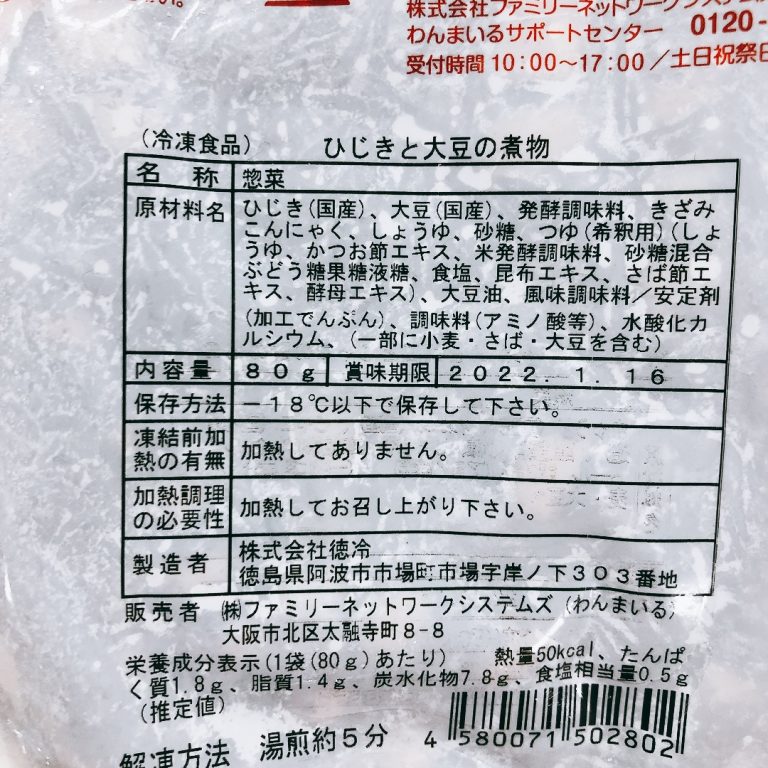 株式会社ファミリーネットワークシステムズ
わんまいるサポートセンター 0120-
受付時間 10:00～17:00／土日祝祭日
（冷凍食品） ひじきと大豆の煮物
名称 惣菜
原材料名 ひじき(国産)、大豆(国産)、発酵調味料、きざみ
こんにゃく、しょうゆ、砂糖、つゆ(希釈用)(しょ
うゆ、かつお節エキス、米発酵調味料、砂糖混合
ぶどう糖果糖液糖、食塩、昆布エキス、さば節エ
キス、酵母エキス)、大豆油、風味調味料／安定剤
(加工でんぷん)、調味料(アミノ酸等)、水酸化カ
ルシウム、(一部に小麦・さば・大豆を含む)
内容量 80g 賞味期限 2022 1.16
保存方法 －18℃以下で保存して下さい。
凍結前加
熱の有無 加熱してありません。
加熱調理
の必要性 加熱してお召し上がり下さい。
製造者 株式会社徳冷
徳島県阿波市市場町市場字岸ノ下303番地
販売者 ㈱ファミリーネットワークシステムズ（わんまいる）
大阪市北区太融寺町8-8
栄養成分表示(1袋(80g)あたり) 熱量50kcal、たんぱ
く質1.8g、脂質1.4g、炭水化物7.8g、食塩相当量0.5g
(推定値)
解凍方法 湯煎約5分
4 580071 502802